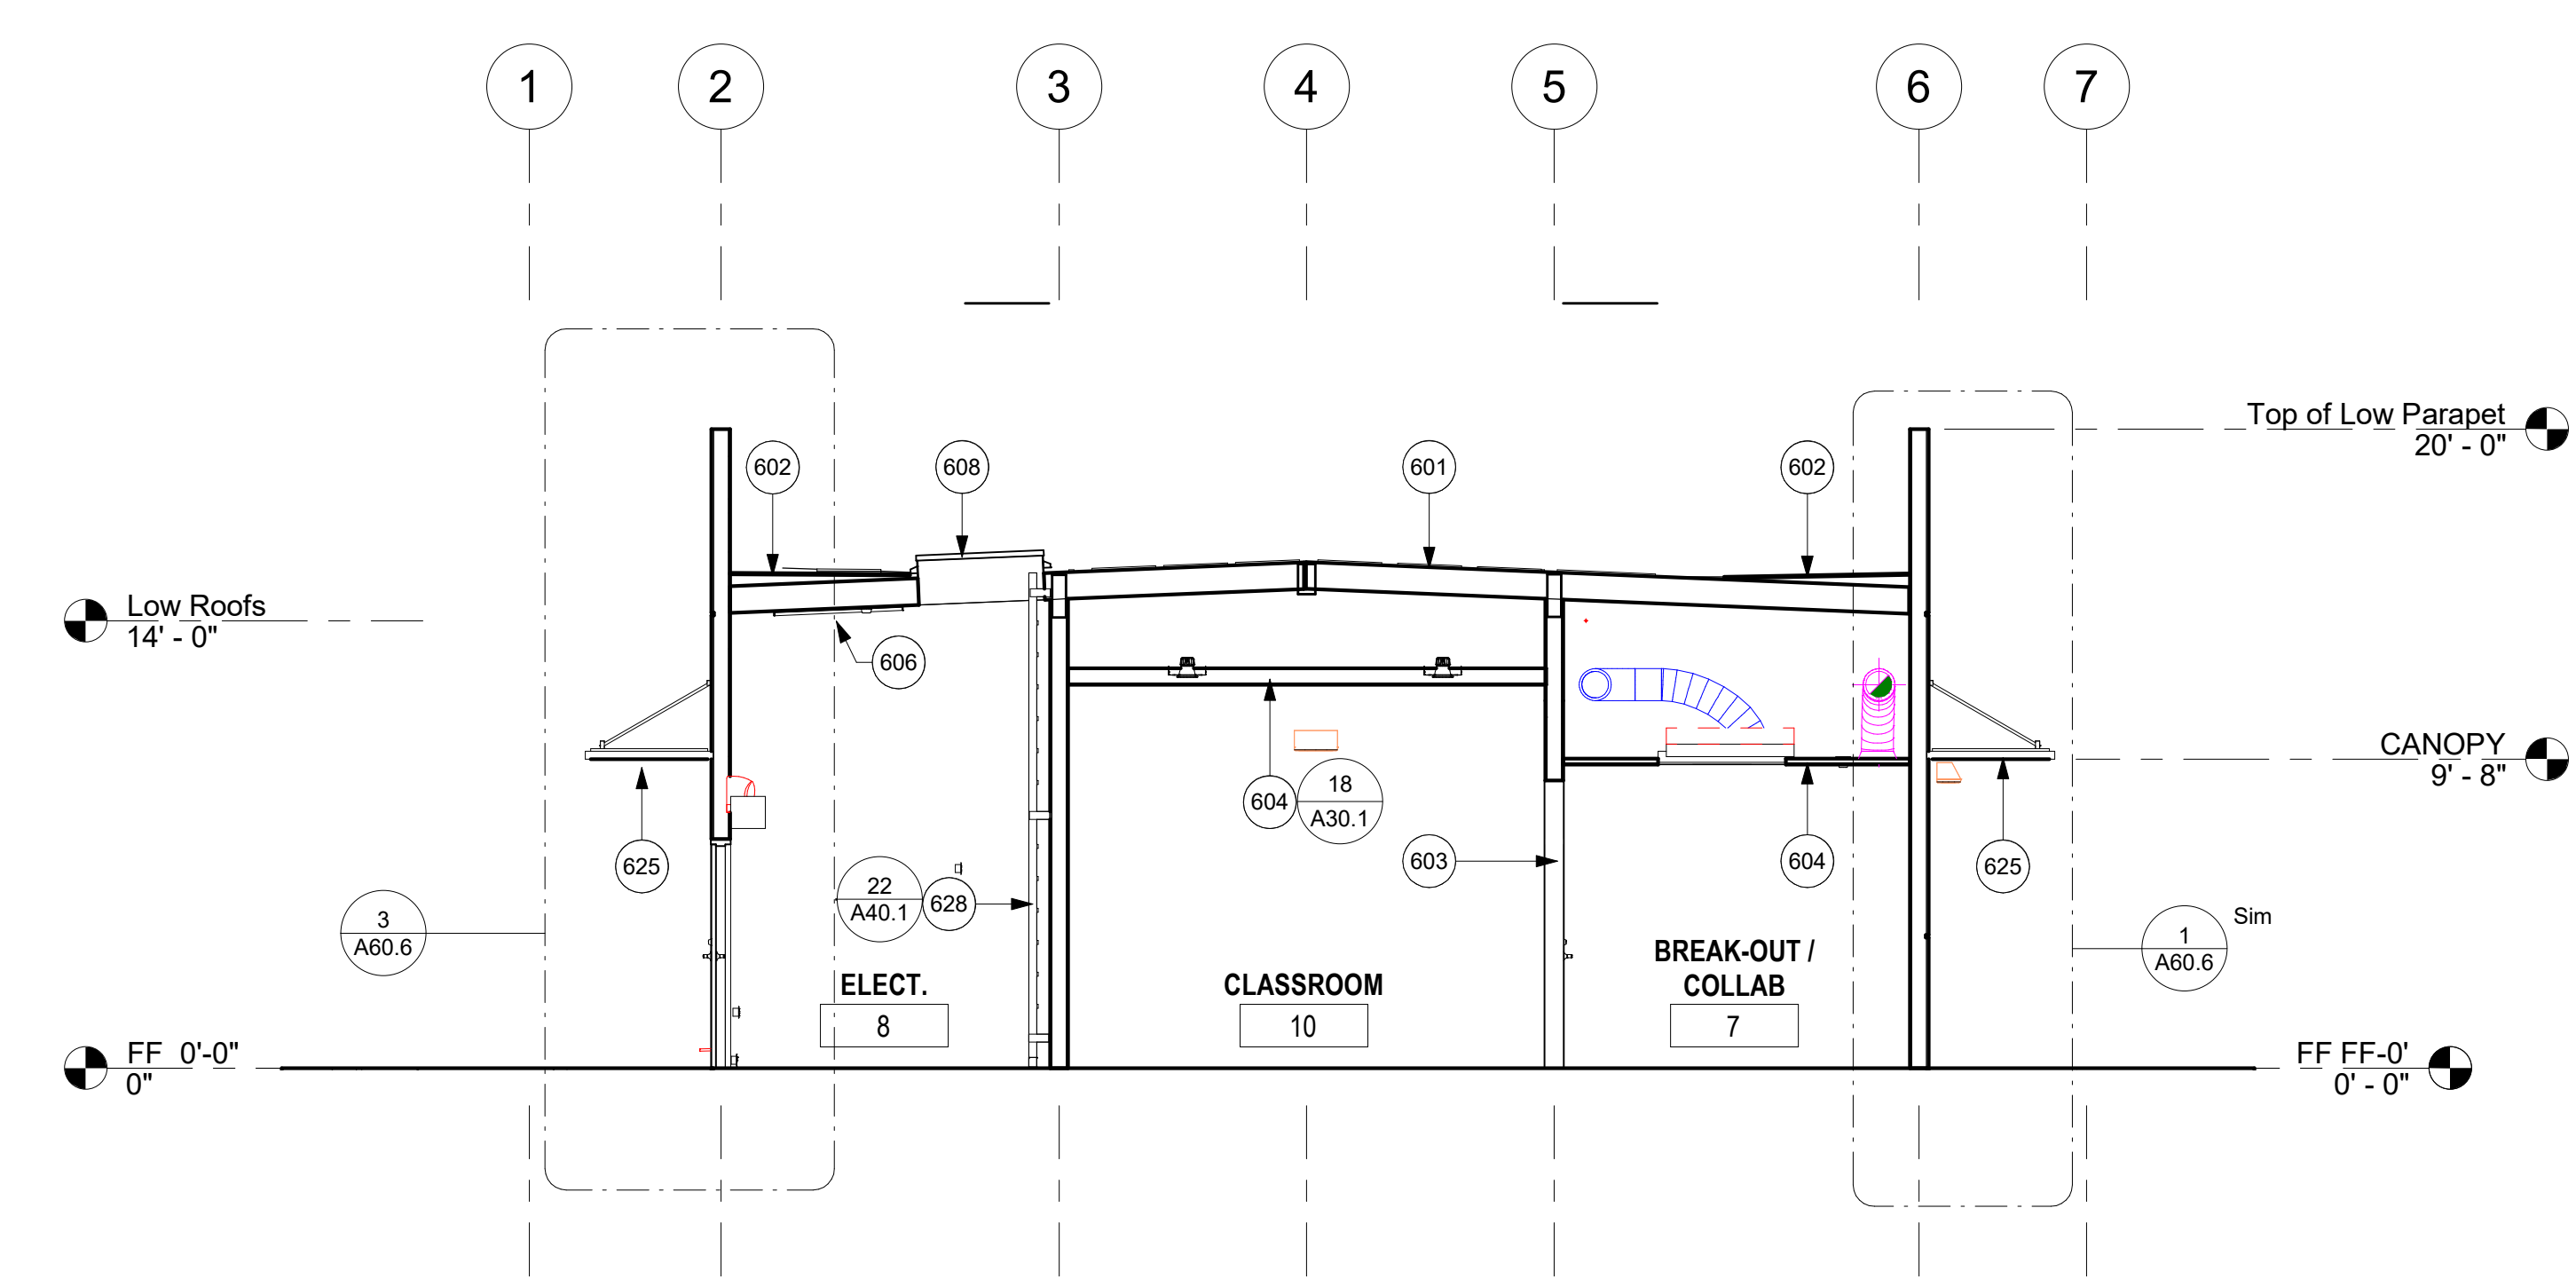 1 2 3 4 5 6 7
Top of Low Parapet
20' - 0"
602 608 601 602
Low Roofs
14' - 0"
606
CANOPY
9' - 8"
604
18
A30.1
625
603
604
625
22
A40.1
628
3
A60.6
1
A60.6
Sim
ELECT.
8
CLASSROOM
10
BREAK-OUT /
COLLAB
7
FF 0'-0"
0"
FF FF-0'
0' - 0"